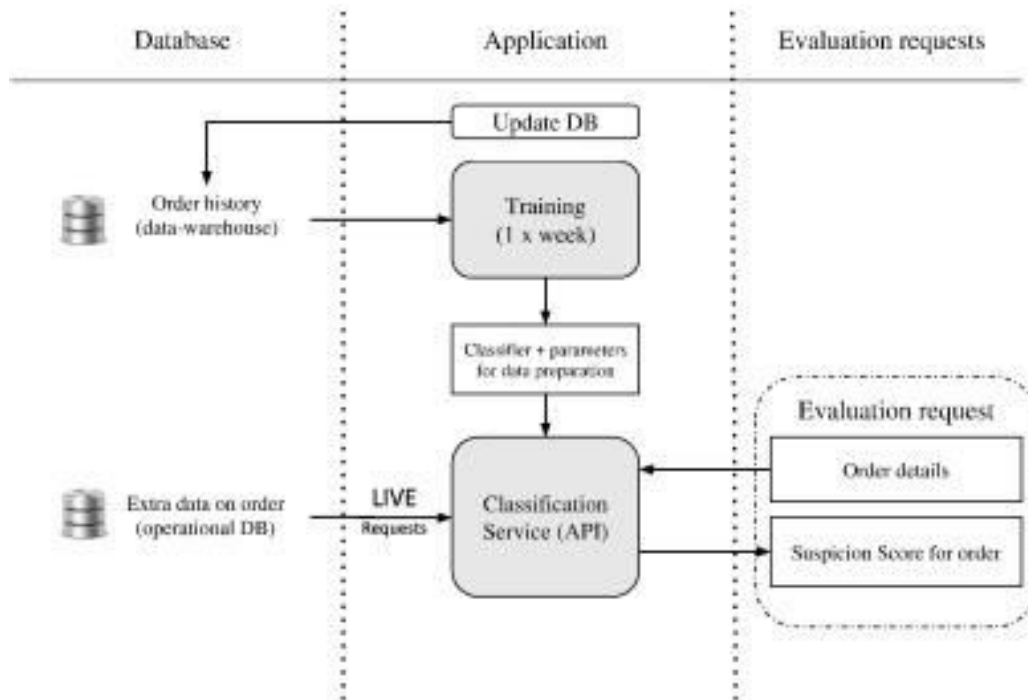 Database
Application
Evaluation requests
Update DB
Order history
(data-warehouse)
Training
(1 x week)
Classifier + parameters
for data preparation
Evaluation request
Order details
Extra data on order
(operational DB)
LIVE
Requests
Classification
Service (API)
Suspicion Score for order